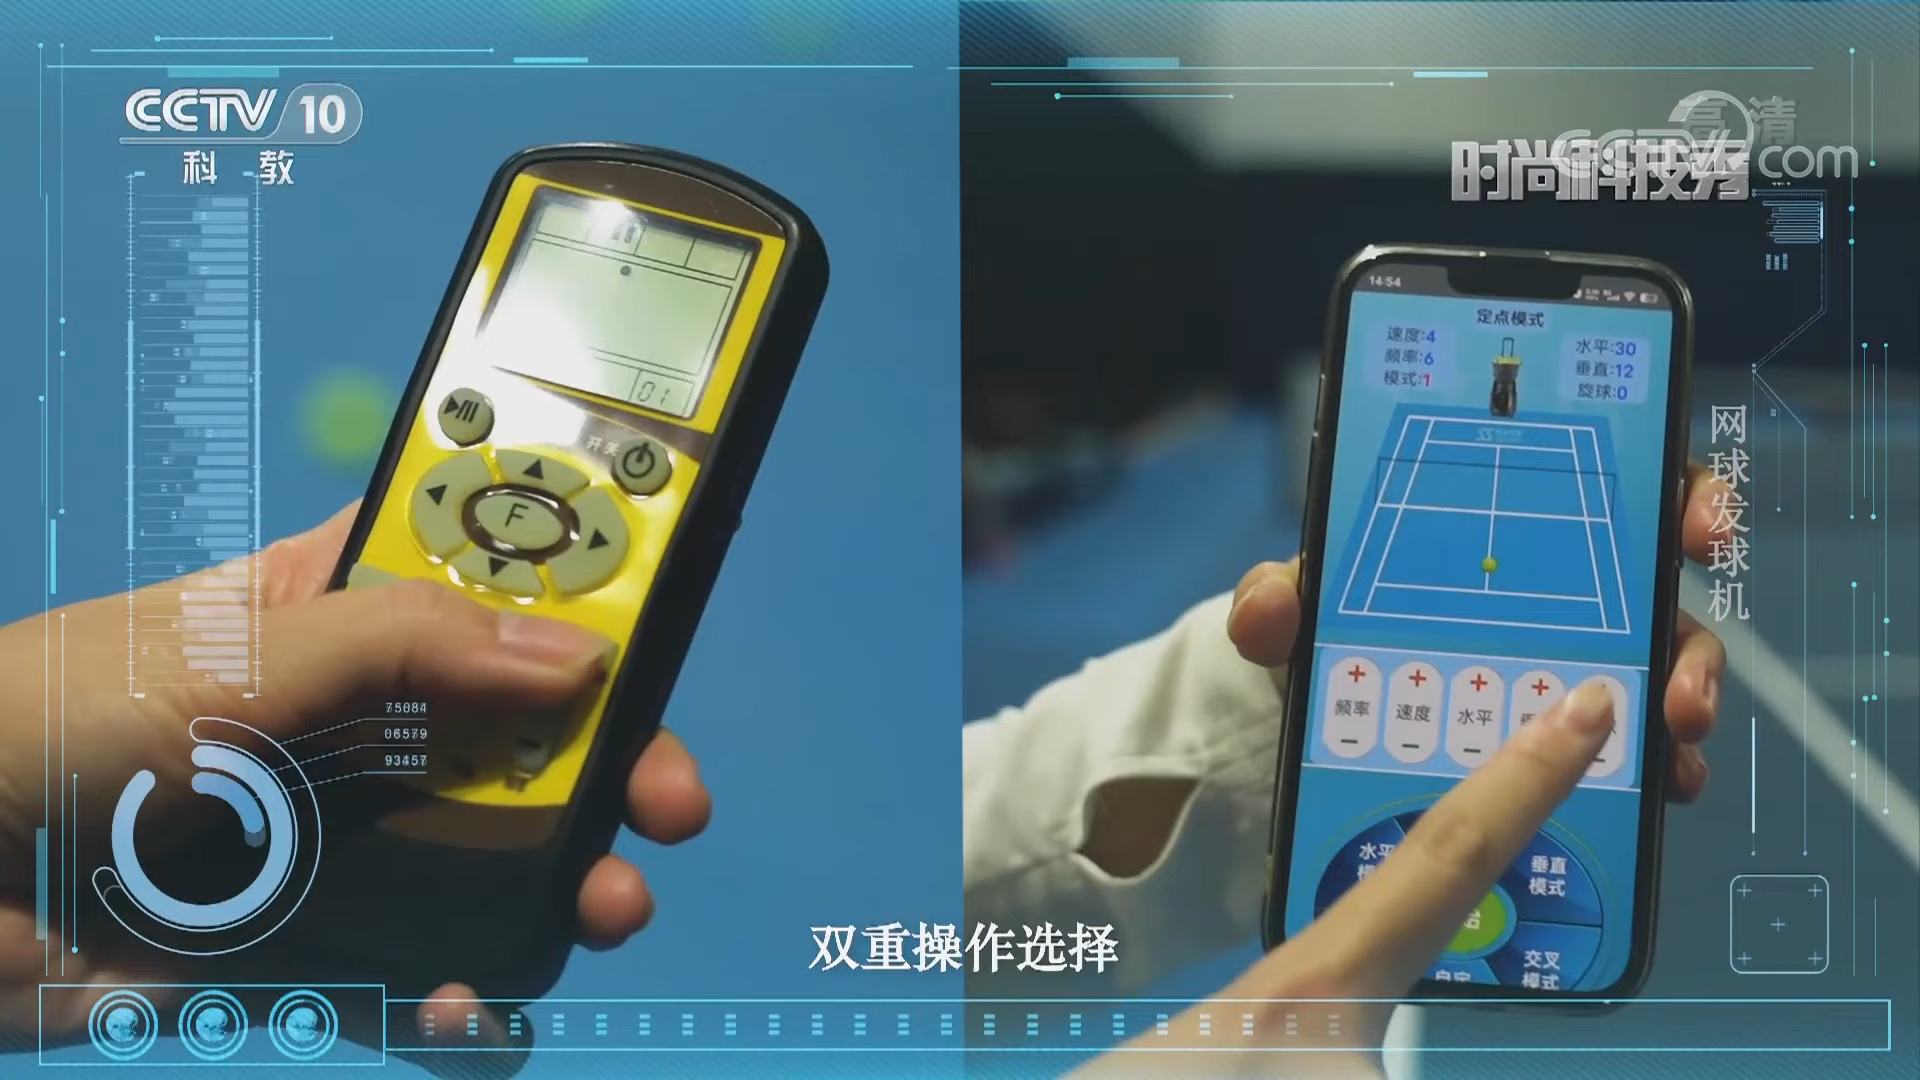 CCTV 10
科 教
高清
CCTV.com
时尚科技秀
网球发球机
75084
06579
93457
01
开关
F
14:54
定点模式
速度:4
频率:6
模式:1
水平:30
垂直:12
旋球:0
+ + + +
频率 速度 水平
垂直
模式
交叉
模式
双重操作选择